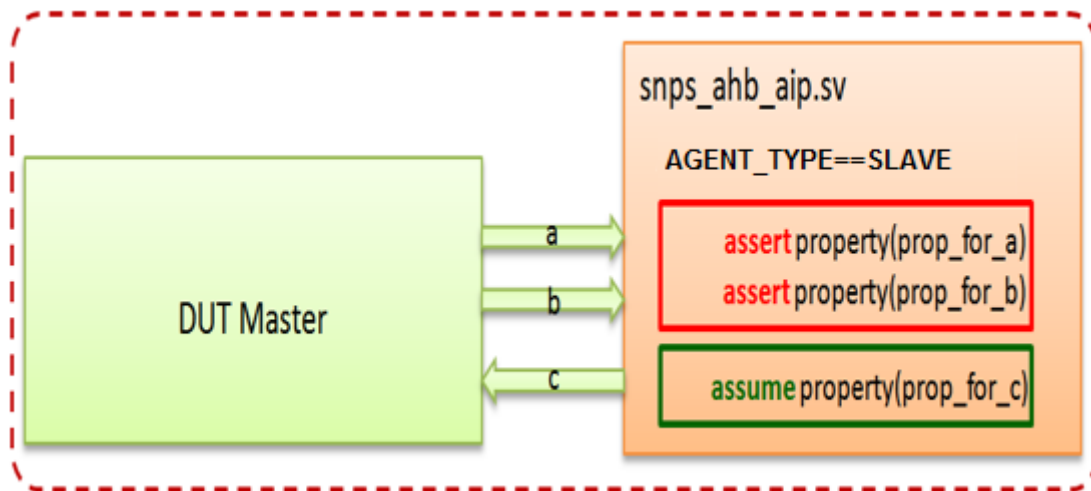 snps_ahb_aip.sv
AGENT_TYPE==SLAVE
a
assert property(prop_for_a)
b
assert property(prop_for_b)
DUT Master
c
assume property(prop_for_c)